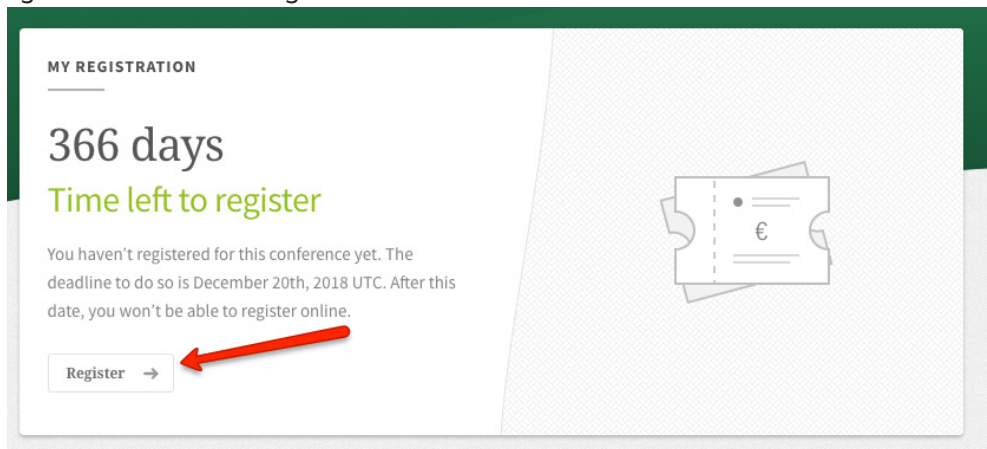 MY REGISTRATION
366 days
Time left to register
You haven't registered for this conference yet. The
deadline to do so is December 20th, 2018 UTC. After this
date, you won't be able to register online.
Register →
€